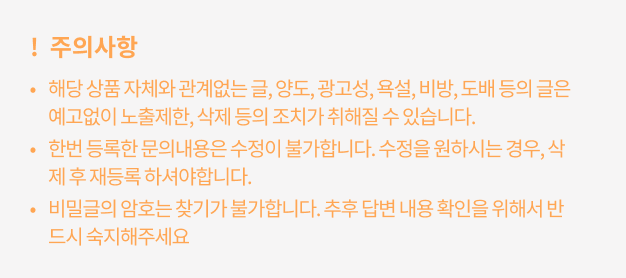 ! 주의사항
• 해당 상품 자체와 관계없는 글, 양도, 광고성, 욕설, 비방, 도배 등의 글은
예고없이 노출제한, 삭제 등의 조치가 취해질 수 있습니다.
• 한번 등록한 문의내용은 수정이 불가합니다. 수정을 원하시는 경우, 삭
제 후 재등록 하셔야합니다.
• 비밀글의 암호는 찾기가 불가합니다. 추후 답변 내용 확인을 위해서 반
드시 숙지해주세요